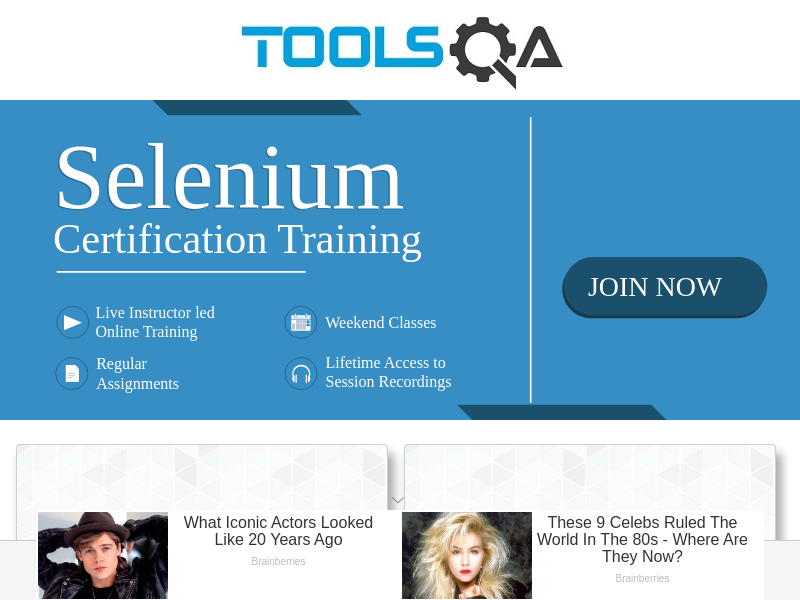 TOOLSQA
Selenium
Certification Training
JOIN NOW
Live Instructor led
Online Training
Weekend Classes
Regular
Assignments
Lifetime Access to
Session Recordings
What Iconic Actors Looked
Like 20 Years Ago
Brainberries
These 9 Celebs Ruled The
World In The 80s - Where Are
They Now?
Brainberries